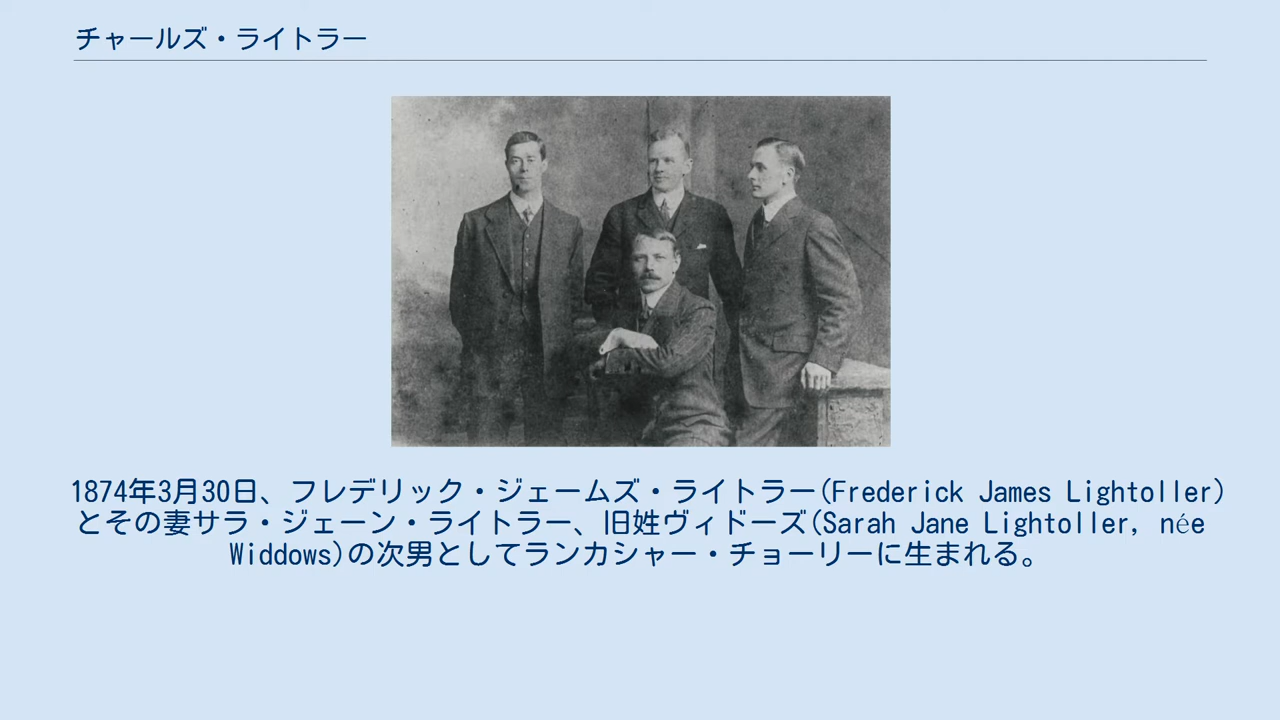 チャールズ・ライトラー
1874年3月30日、フレデリック・ジェームズ・ライトラー(Frederick James Lightoller)
とその妻サラ・ジェーン・ライトラー、旧姓ヴィドーズ(Sarah Jane Lightoller, née
Widdows)の次男としてランカシャー・チョーリーに生まれる。